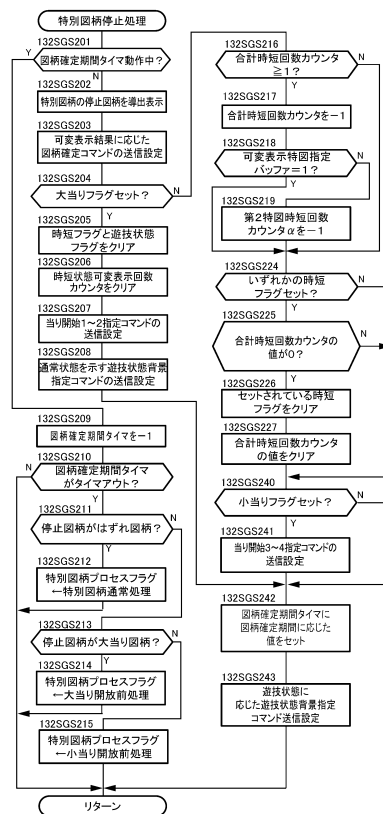 特別図柄停止処理
132SGS201
図柄確定期間タイマ動作中?
Y
N
132SGS202
特別図柄の停止図柄を導出表示
132SGS203
可変表示結果に応じた
図柄確定コマンドの送信設定
132SGS204
大当りフラグセット?
N
Y
132SGS205
時短フラグと遊技状態
フラグをクリア
132SGS206
時短状態可変表示回数
カウンタをクリア
132SGS207
当り開始1~2指定コマンドの
送信設定
132SGS208
通常状態を示す遊技状態背景
指定コマンドの送信設定
132SGS209
図柄確定期間タイマを-1
132SGS210
図柄確定期間タイマ
がタイマアウト?
N
Y
132SGS211
停止図柄がはずれ図柄?
N
Y
132SGS212
特別図柄プロセスフラグ
←特別図柄通常処理
132SGS213
停止図柄が大当り図柄?
N
Y
132SGS214
特別図柄プロセスフラグ
←大当り開放前処理
132SGS215
特別図柄プロセスフラグ
←小当り開放前処理
リターン
132SGS216
合計時短回数カウンタ
≧1?
N
Y
132SGS217
合計時短回数カウンタを-1
132SGS218
可変表示特図指定
バッファ=1?
Y
N
132SGS219
第2特図時短回数
カウンタαを-1
132SGS224
いずれかの時短
フラグセット?
N
Y
132SGS225
合計時短回数カウンタの
値が0?
N
Y
132SGS226
セットされている時短
フラグをクリア
132SGS227
合計時短回数カウンタ
の値をクリア
132SGS240
小当りフラグセット?
N
Y
132SGS241
当り開始3~4指定コマンドの
送信設定
132SGS242
図柄確定期間タイマに
図柄確定期間に応じた
値をセット
132SGS243
遊技状態に
応じた遊技状態背景指定
コマンド送信設定